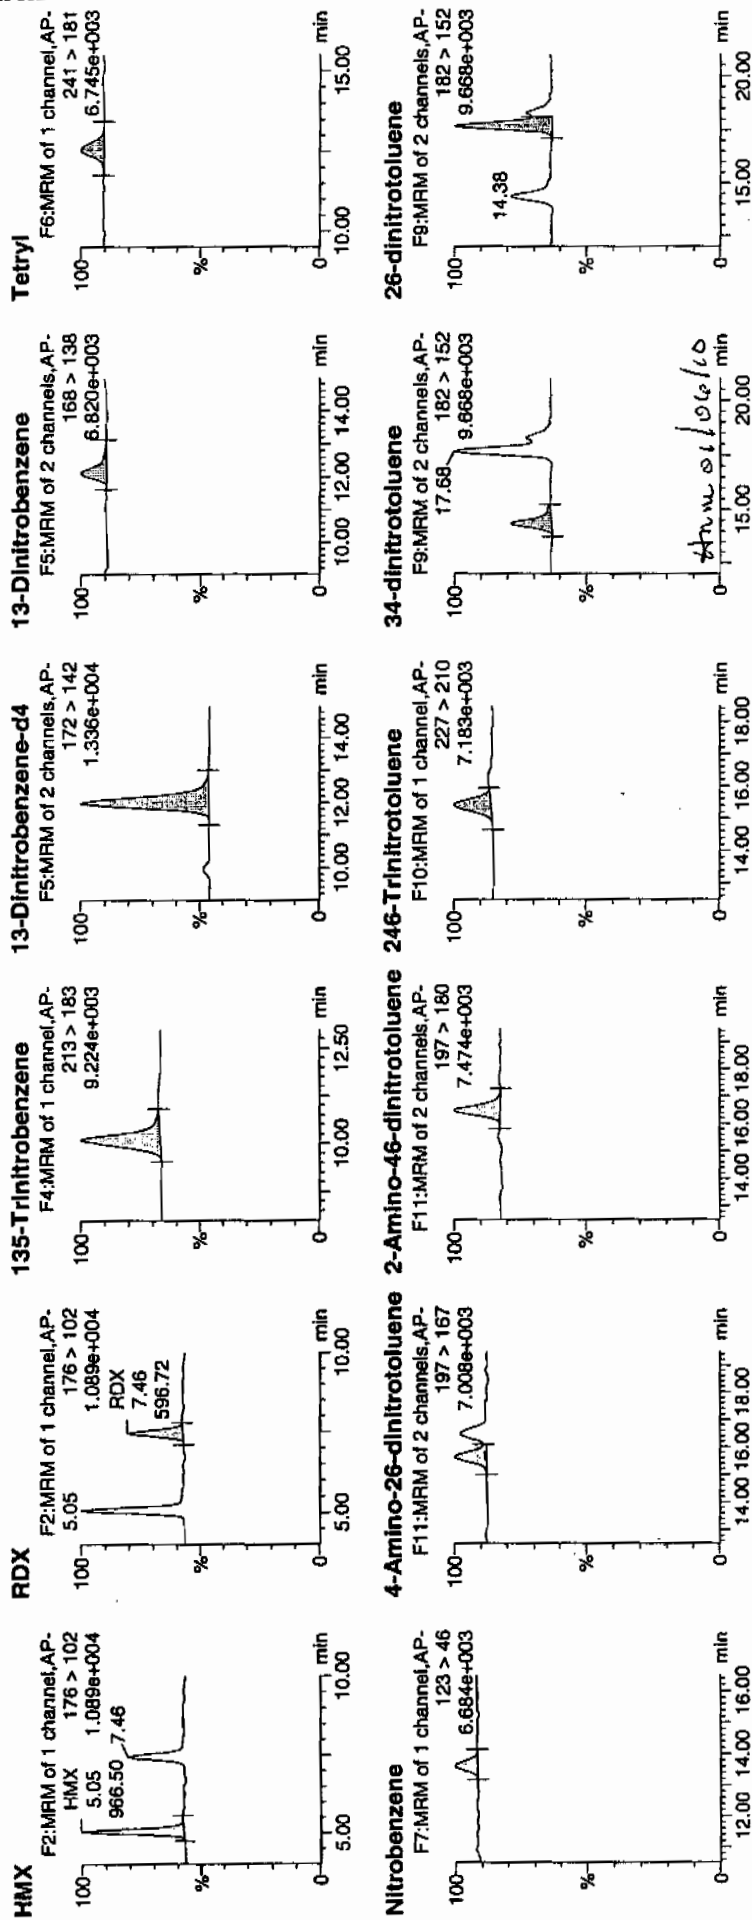 HMX
F2:MRM of 1 channel,AP-
176 > 102
1.089e+004
HMX
5.05
966.50
7.46
100
%
0
5.00
10.00
min
RDX
F2:MRM of 1 channel,AP-
176 > 102
1.089e+004
5.05
RDX
7.46
596.72
100
%
0
5.00
10.00
min
135-Trinitrobenzene
F4:MRM of 1 channel,AP-
213 > 183
9.224e+003
100
%
0
10.00
12.50
min
13-Dinitrobenzene-d4
F5:MRM of 2 channels,AP-
172 > 142
1.336e+004
100
%
0
10.00
12.00
14.00
min
13-Dinitrobenzene
F5:MRM of 2 channels,AP-
168 > 138
6.820e+003
100
%
0
10.00
12.00
14.00
min
Tetryl
F6:MRM of 1 channel,AP-
241 > 181
6.745e+003
100
%
0
10.00
15.00
min
Nitrobenzene
F7:MRM of 1 channel,AP-
123 > 46
6.684e+003
100
%
0
12.00
14.00
16.00
min
4-Amino-26-dinitrotoluene
F11:MRM of 2 channels,AP-
197 > 167
7.008e+003
100
%
0
14.00
16.00
18.00
min
2-Amino-46-dinitrotoluene
F11:MRM of 2 channels,AP-
197 > 180
7.474e+003
100
%
0
14.00
16.00
18.00
min
246-Trinitrotoluene
F10:MRM of 1 channel,AP-
227 > 210
7.183e+003
100
%
0
14.00
16.00
18.00
min
34-dinitrotoluene
F9:MRM of 2 channels,AP-
182 > 152
9.668e+003
17.68
100
%
0
15.00
20.00
min
01/06/10
26-dinitrotoluene
F9:MRM of 2 channels,AP-
182 > 152
9.668e+003
14.38
100
%
0
15.00
20.00
min